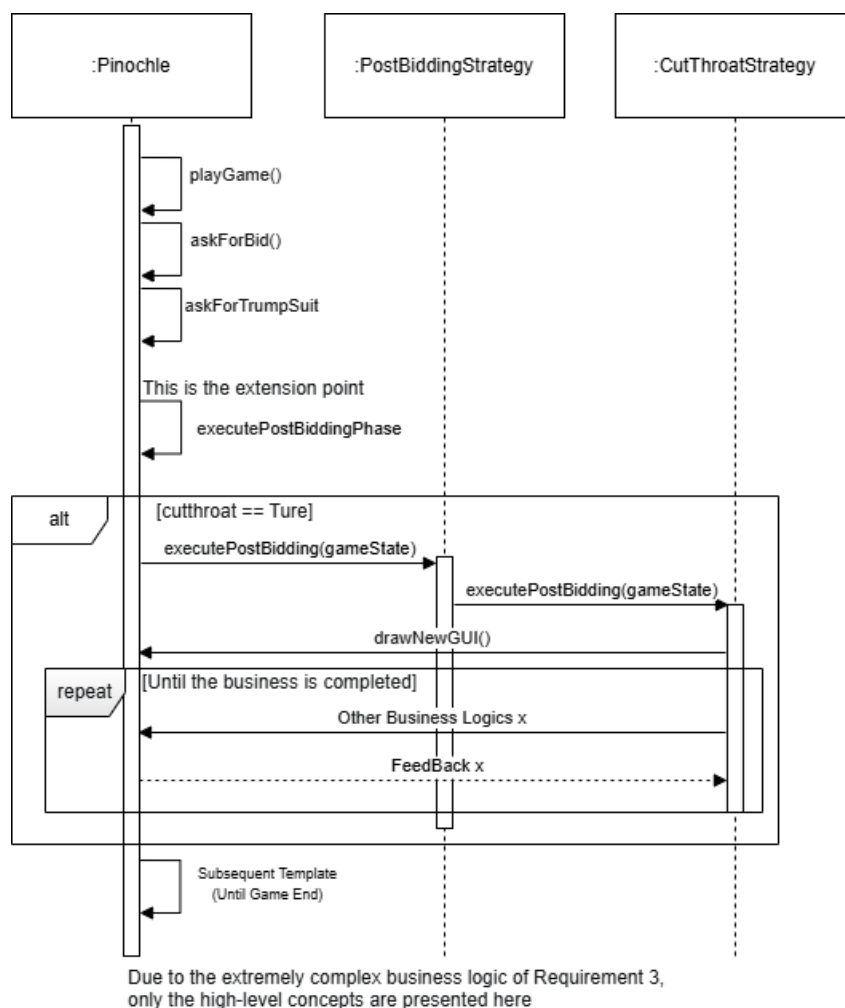 :Pinochle
:PostBiddingStrategy
:CutThroatStrategy
playGame()
askForBid()
askForTrumpSuit
This is the extension point
executePostBiddingPhase
alt
[cutthroat == Ture]
executePostBidding(gameState)
executePostBidding(gameState)
drawNewGUI()
repeat
[Until the business is completed]
Other Business Logics x
FeedBack x
Subsequent Template
(Until Game End)
Due to the extremely complex business logic of Requirement 3,
only the high-level concepts are presented here